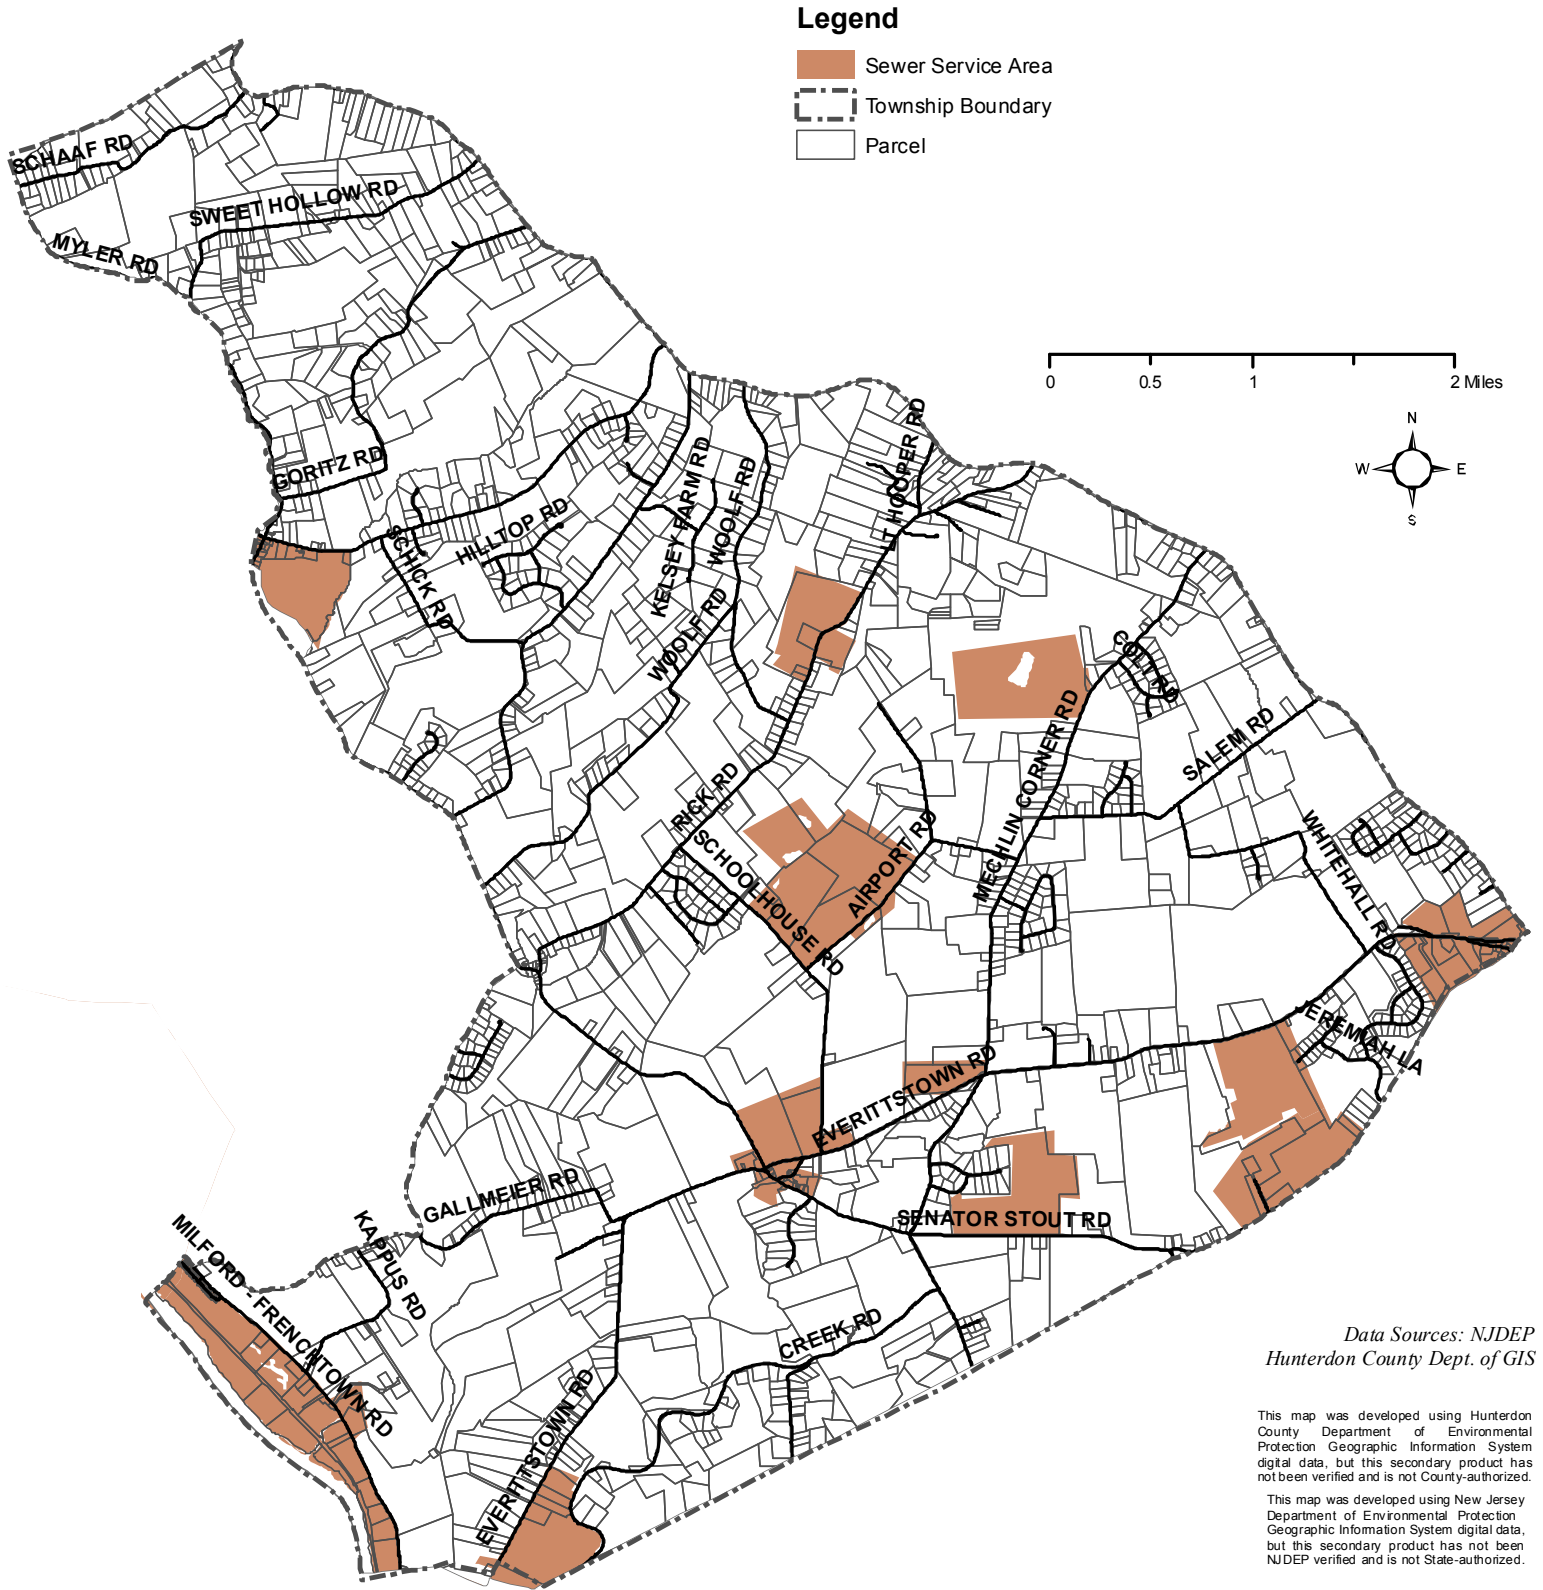 Legend
Sewer Service Area
Township Boundary
Parcel
SCHAAF RD
SWEET HOLLOW RD
MYLER RD
0 0.5 1 2 Miles
N
W E
S
GORITZ RD
SCHICK RD
HILLTOP RD
KELSEY FARM RD
WOOLF RD
WOOLF RD
LT HOOPER RD
COLT RD
MECHLIN CORNER RD
SALEM RD
RICK RD
SCHOOLHOUSE RD
AIRPORT RD
WHITEHALL RD
JEREMIAH LA
EVERITTSTOWN RD
GALLMEIER RD
SENATOR STOUT RD
KAPPUS RD
MILFORD - FRENCHTOWN RD
CREEK RD
EVERITTSTOWN RD
Data Sources: NJDEP
Hunterdon County Dept. of GIS
This map was developed using Hunterdon
County Department of Environmental
Protection Geographic Information System
digital data, but this secondary product has
not been verified and is not County-authorized.
This map was developed using New Jersey
Department of Environmental Protection
Geographic Information System digital data,
but this secondary product has not been
NJDEP verified and is not State-authorized.